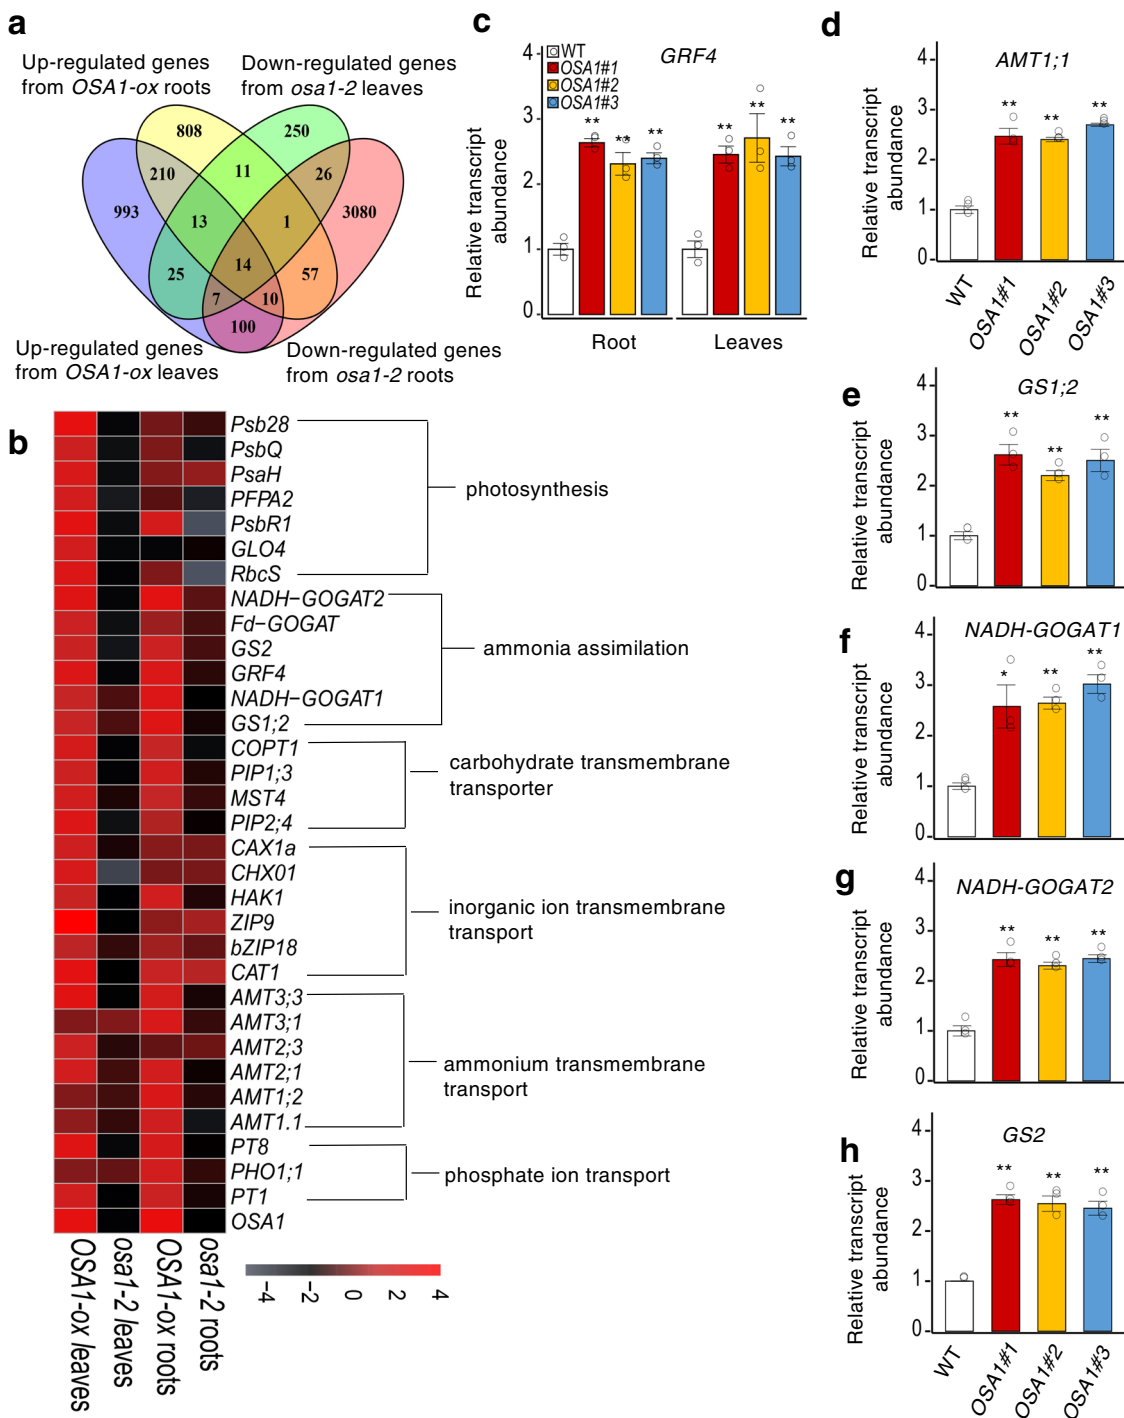 a
Up-regulated genes
from OSA1-ox roots
Down-regulated genes
from osa1-2 leaves
808
250
210
11
26
993
13
1
3080
25
14
57
7
10
100
Up-regulated genes
from OSA1-ox leaves
Down-regulated genes
from osa1-2 roots
b
Psb28
PsbQ
PsaH
PFPA2
PsbR1
GLO4
RbcS
NADH−GOGAT2
Fd−GOGAT
GS2
GRF4
NADH−GOGAT1
GS1;2
COPT1
PIP1;3
MST4
PIP2;4
CAX1a
CHX01
HAK1
ZIP9
bZIP18
CAT1
AMT3;3
AMT3;1
AMT2;3
AMT2;1
AMT1;2
AMT1.1
PT8
PHO1;1
PT1
OSA1
photosynthesis
ammonia assimilation
carbohydrate transmembrane
transporter
inorganic ion transmembrane
transport
ammonium transmembrane
transport
phosphate ion transport
OSA1-ox leaves
osa1-2 leaves
OSA1-ox roots
osa1-2 roots
−4
−2
0
2
4
c
GRF4
WT
OSA1#1
OSA1#2
OSA1#3
Relative transcript
abundance
4
3
2
1
0
** ** **
** ** **
Root
Leaves
d
AMT1;1
Relative transcript
abundance
4
3
2
1
0
** ** **
WT
OSA1#1
OSA1#2
OSA1#3
e
GS1;2
Relative transcript
abundance
4
3
2
1
0
** ** **
f
NADH-GOGAT1
Relative transcript
abundance
4
3
2
1
0
* ** **
g
NADH-GOGAT2
Relative transcript
abundance
4
3
2
1
0
** ** **
h
GS2
Relative transcript
abundance
4
3
2
1
0
** ** **
WT
OSA1#1
OSA1#2
OSA1#3